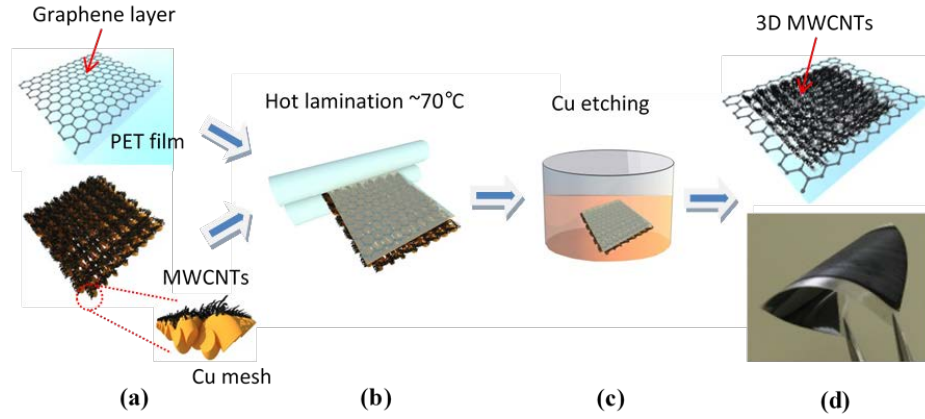 Graphene layer
PET film
MWCNTs
Cu mesh
Hot lamination ~70°C
Cu etching
3D MWCNTs
(a)
(b)
(c)
(d)